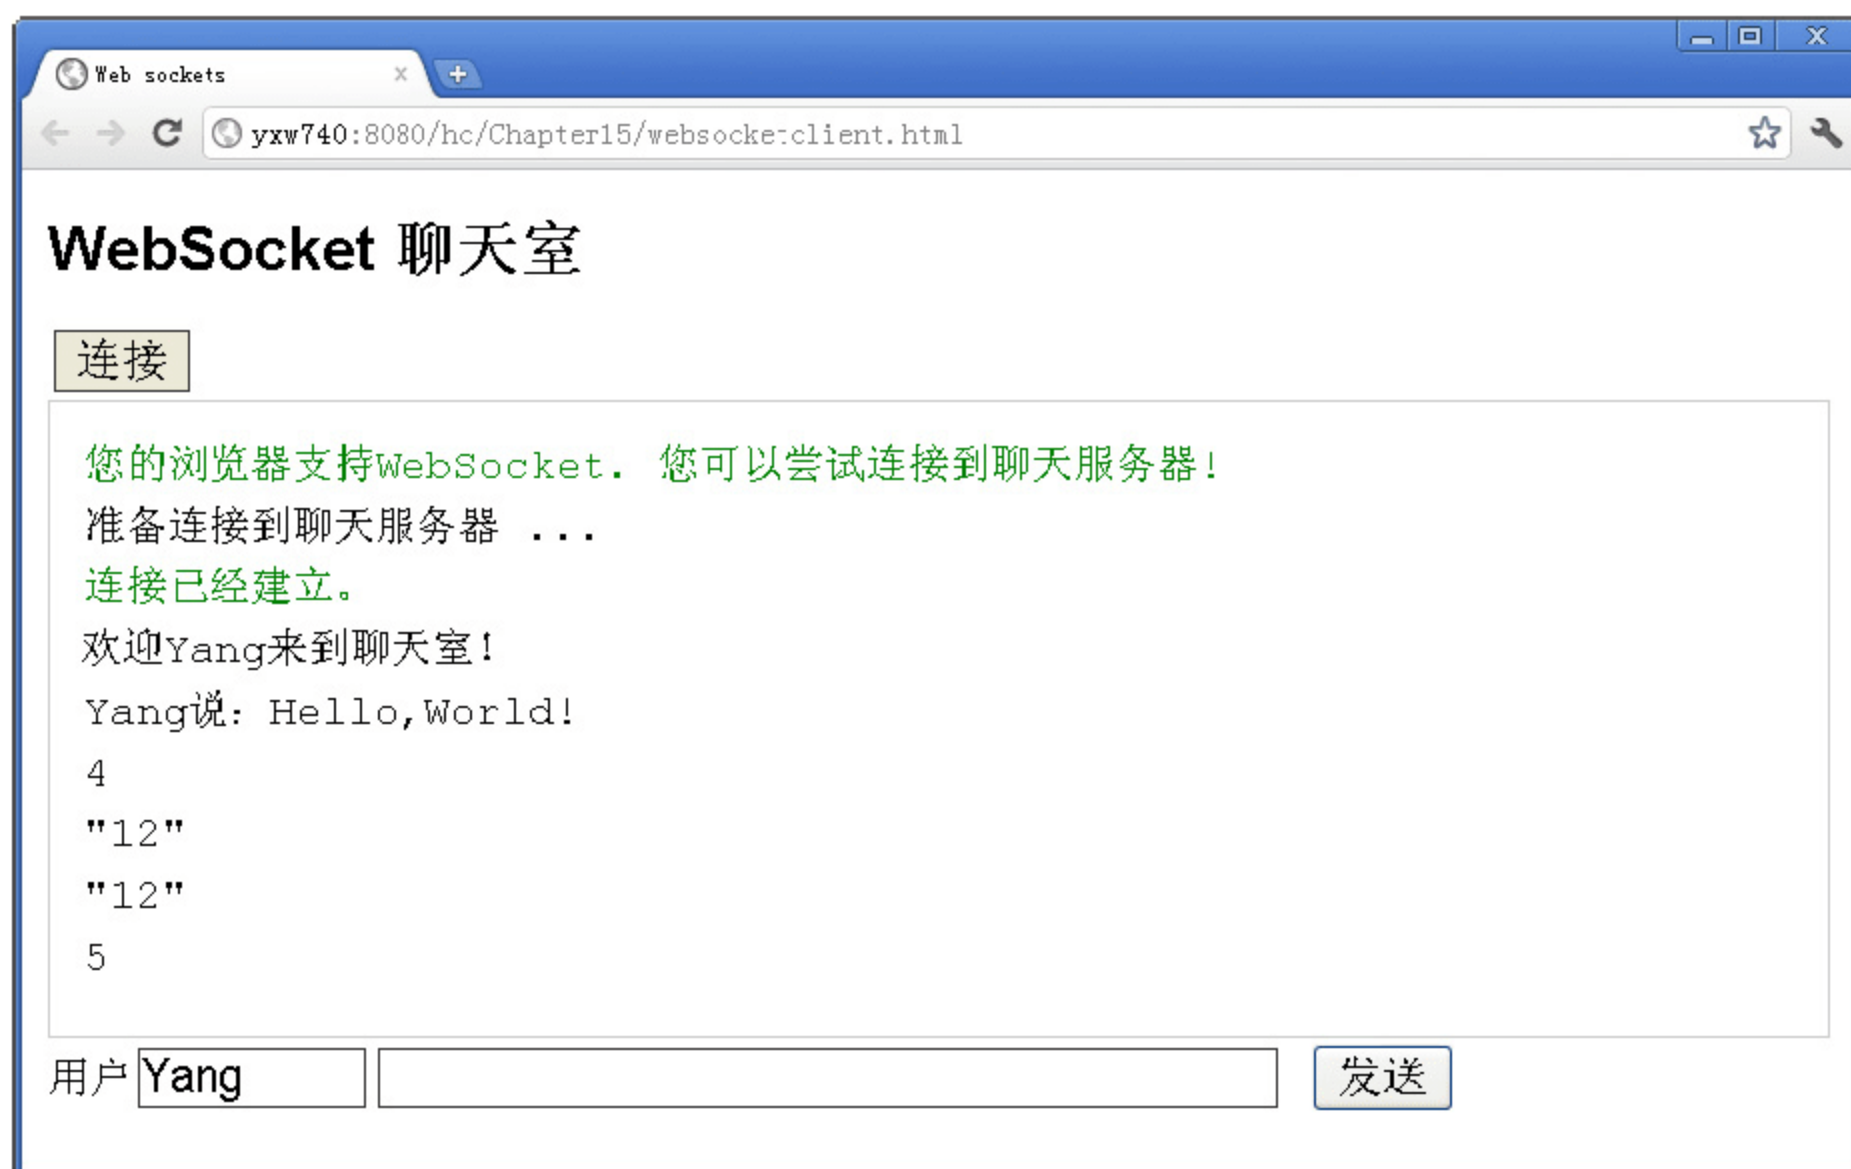 Web sockets
yxw740:8080/hc/Chapter15/websocketclient.html
WebSocket 聊天室
连接
您的浏览器支持WebSocket. 您可以尝试连接到聊天服务器!
准备连接到聊天服务器 ...
连接已经建立。
欢迎Yang来到聊天室!
Yang说: Hello,World!
4
"12"
"12"
5
用户 Yang 发送